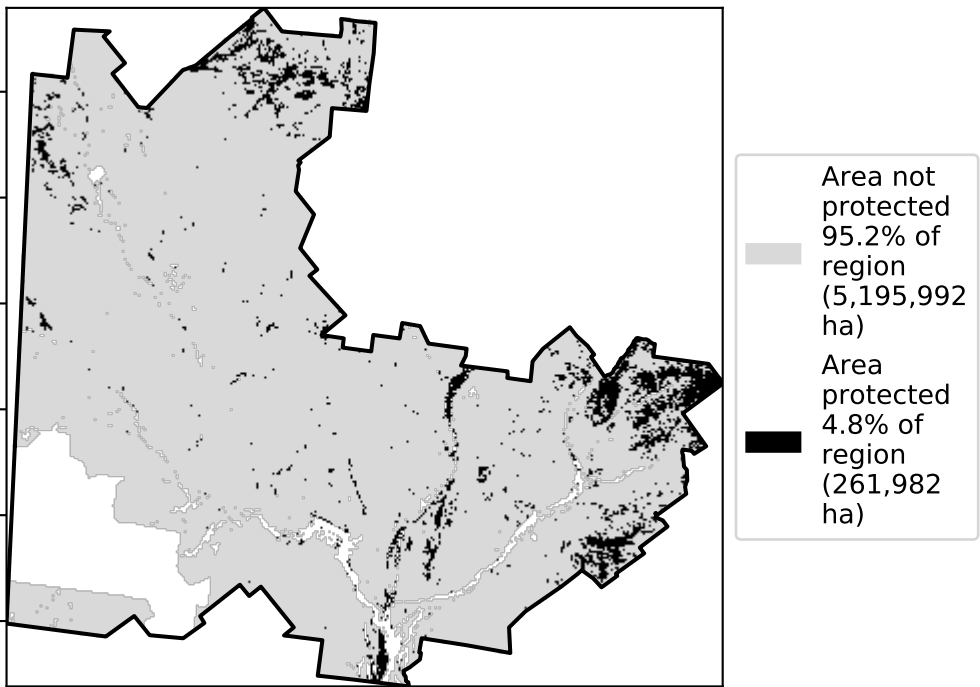 Area not
protected
95.2% of
region
(5,195,992
ha)
Area
protected
4.8% of
region
(261,982
ha)